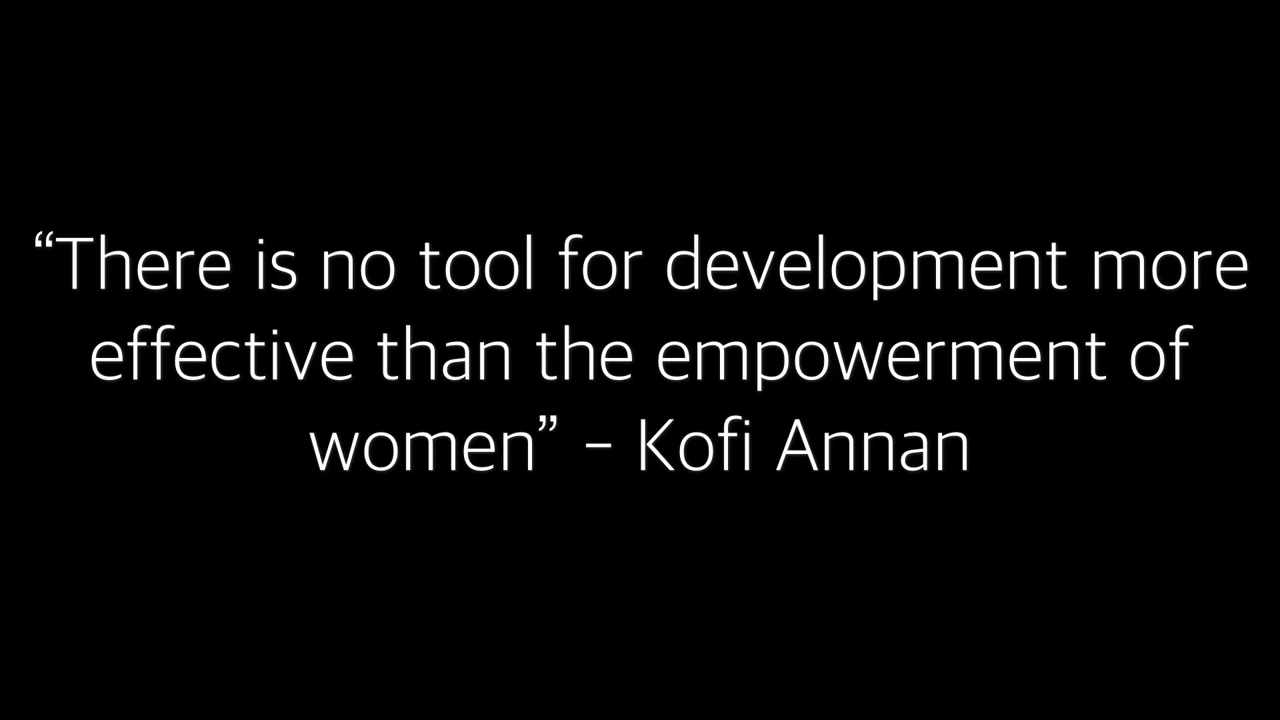 “There is no tool for development more
effective than the empowerment of
women” – Kofi Annan